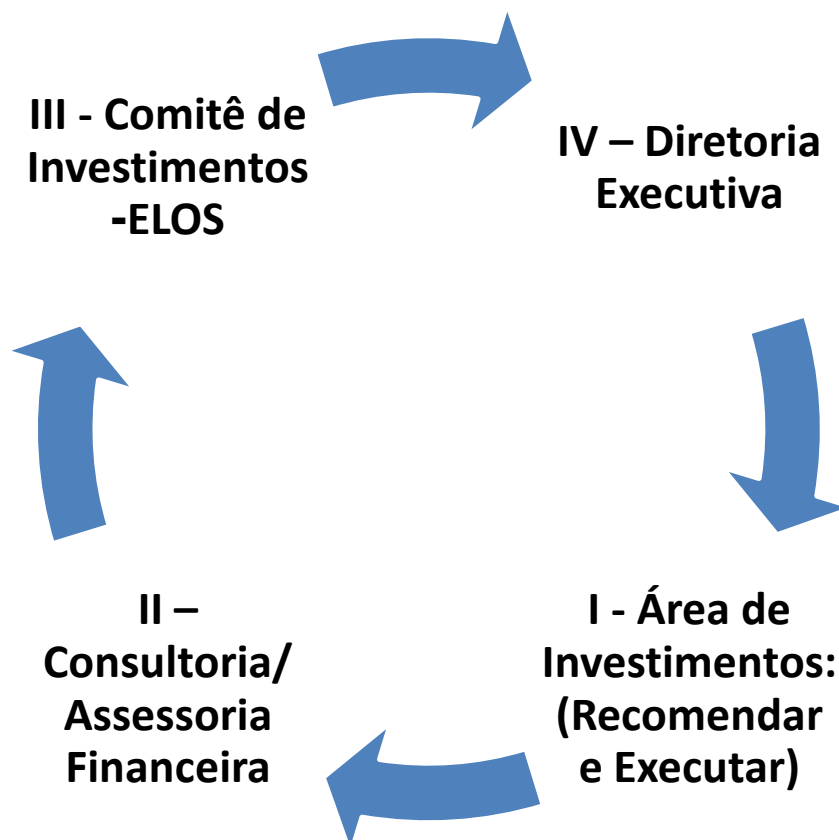 III - Comitê de
Investimentos
-ELOS
IV – Diretoria
Executiva
II –
Consultoria/
Assessoria
Financeira
I - Área de
Investimentos:
(Recomendar
e Executar)